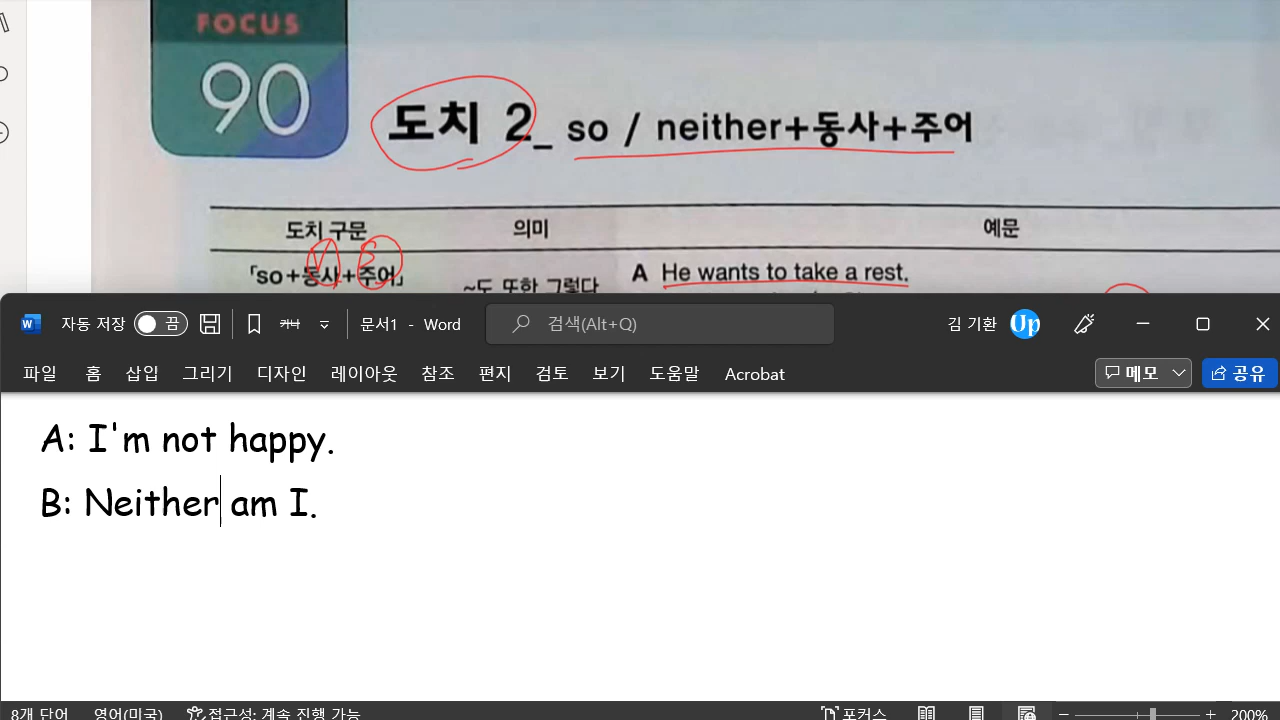 FOCUS
90
도치 2_ so / neither+동사+주어
도치 구문 의미 예문
「so+동사+주어」 ~도 또한 그렇다 A He wants to take a rest.
V S
자동 저장 끔 문서1 - Word 검색(Alt+Q) 김 기환 Up
파일 홈 삽입 그리기 디자인 레이아웃 참조 편지 검토 보기 도움말 Acrobat 메모 공유
A: I'm not happy.
B: Neither am I.
8개 단어 영어(미국) 접근성: 계속 진행 가능 포커스 200%